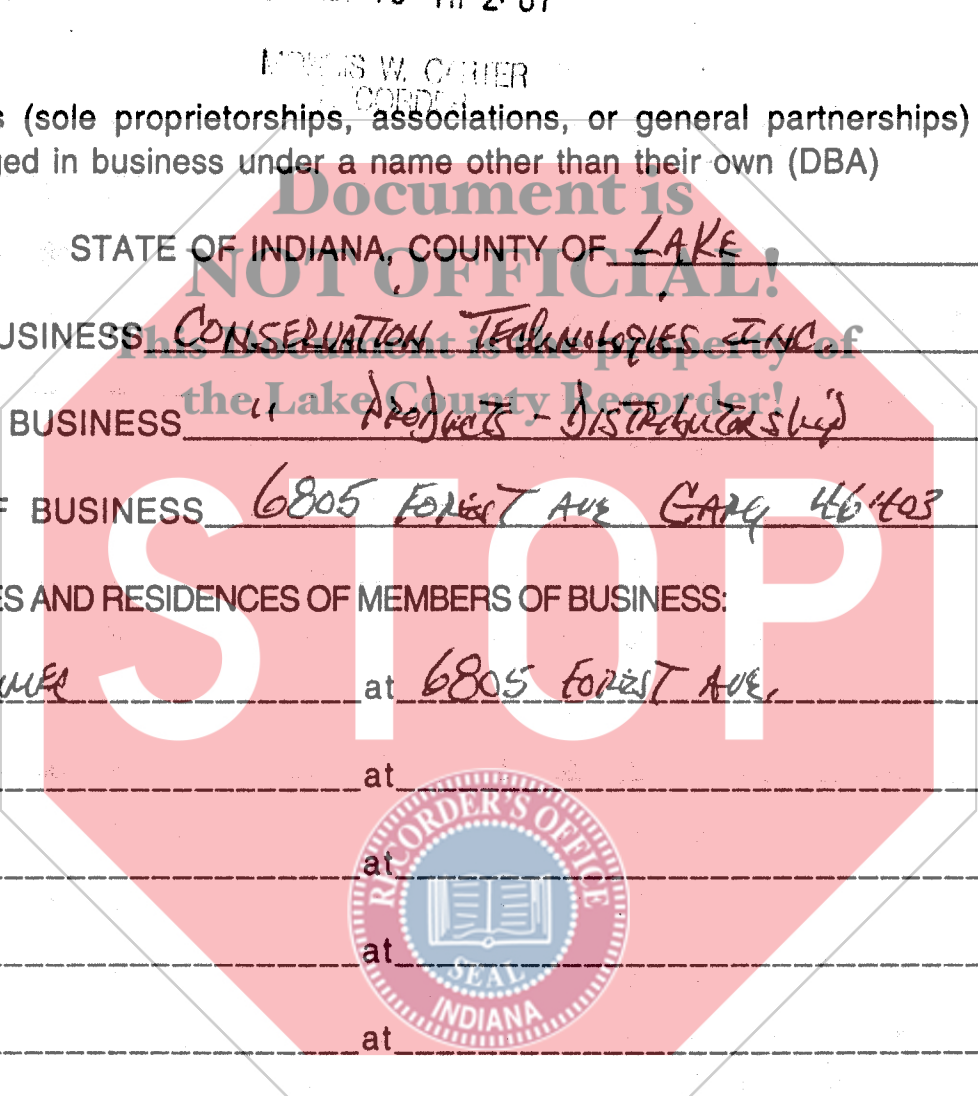 2: 07
W. CARTER
s (sole proprietorships, associations, or general partnerships)
ged in business under a name other than their own (DBA)
Document is
STATE OF INDIANA, COUNTY OF LAKE
NOT OFFICIAL!
USINESS CONSERVATION TECHNOLOGIES INC.
This Document is the property of
the Lake County Recorder!
BUSINESS " PRODUCTS - DISTRIBUTORSHIP
F BUSINESS 6805 FOREST AVE GARY 46403
ES AND RESIDENCES OF MEMBERS OF BUSINESS:
at 6805 FOREST AVE.
STOP
at
at
at
at
RECORDER'S OFFICE
SEAL
INDIANA